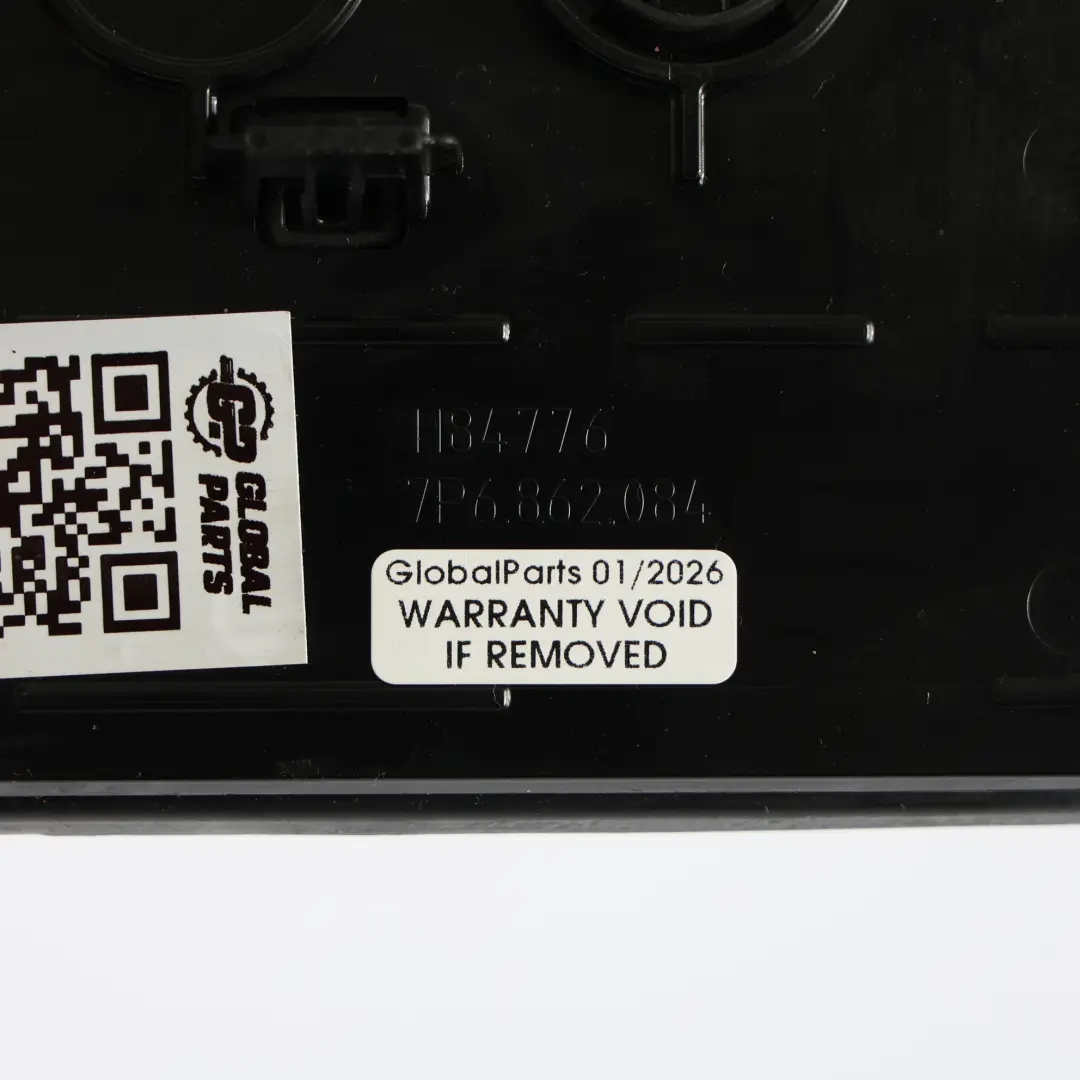 GLOBAL
PARTS
1184776
7P6.862.084
GlobalParts 01/2026
WARRANTY VOID
IF REMOVED